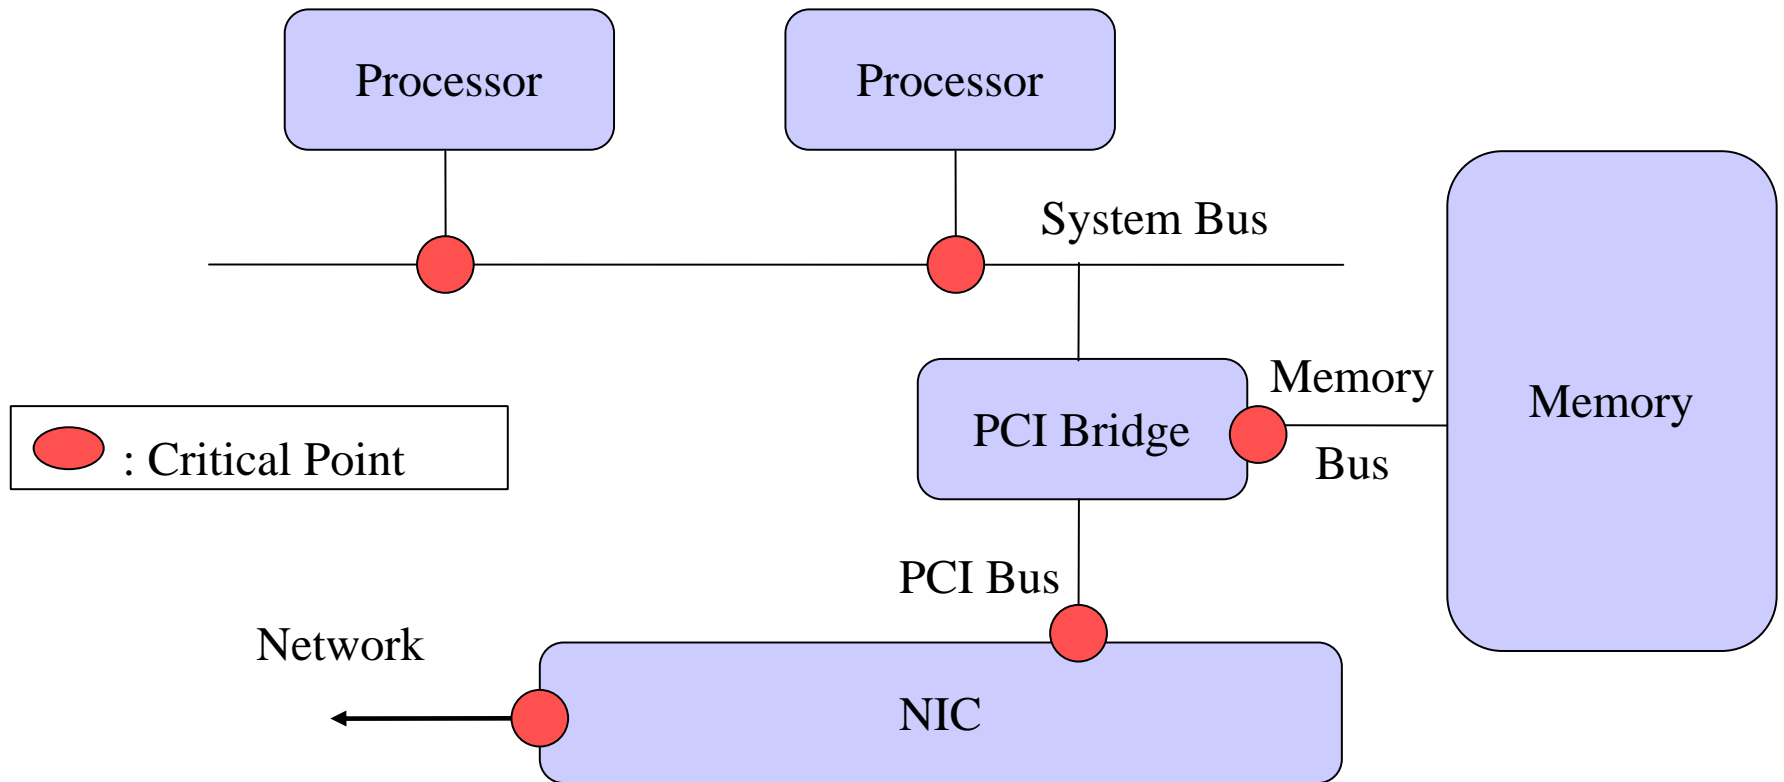 Processor
Processor
System Bus
Memory
Bus
Memory
PCI Bridge
: Critical Point
PCI Bus
Network
NIC